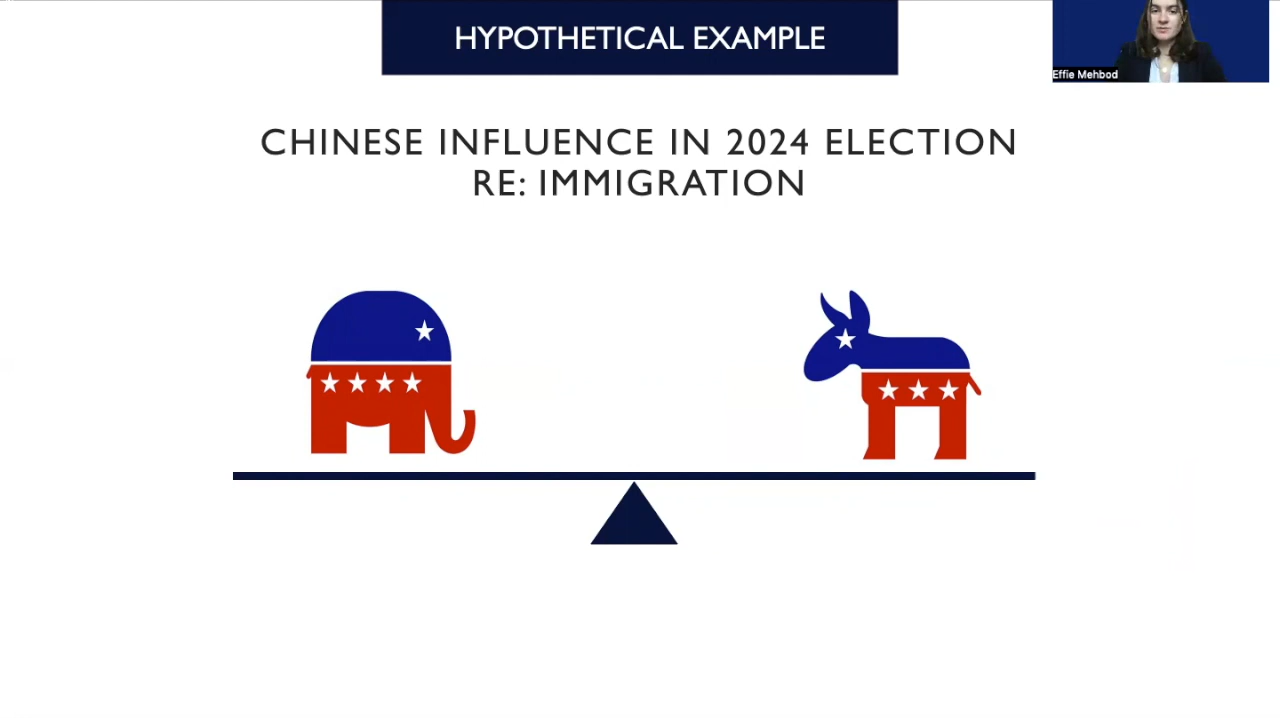 HYPOTHETICAL EXAMPLE
Effie Mehbod
CHINESE INFLUENCE IN 2024 ELECTION
RE: IMMIGRATION